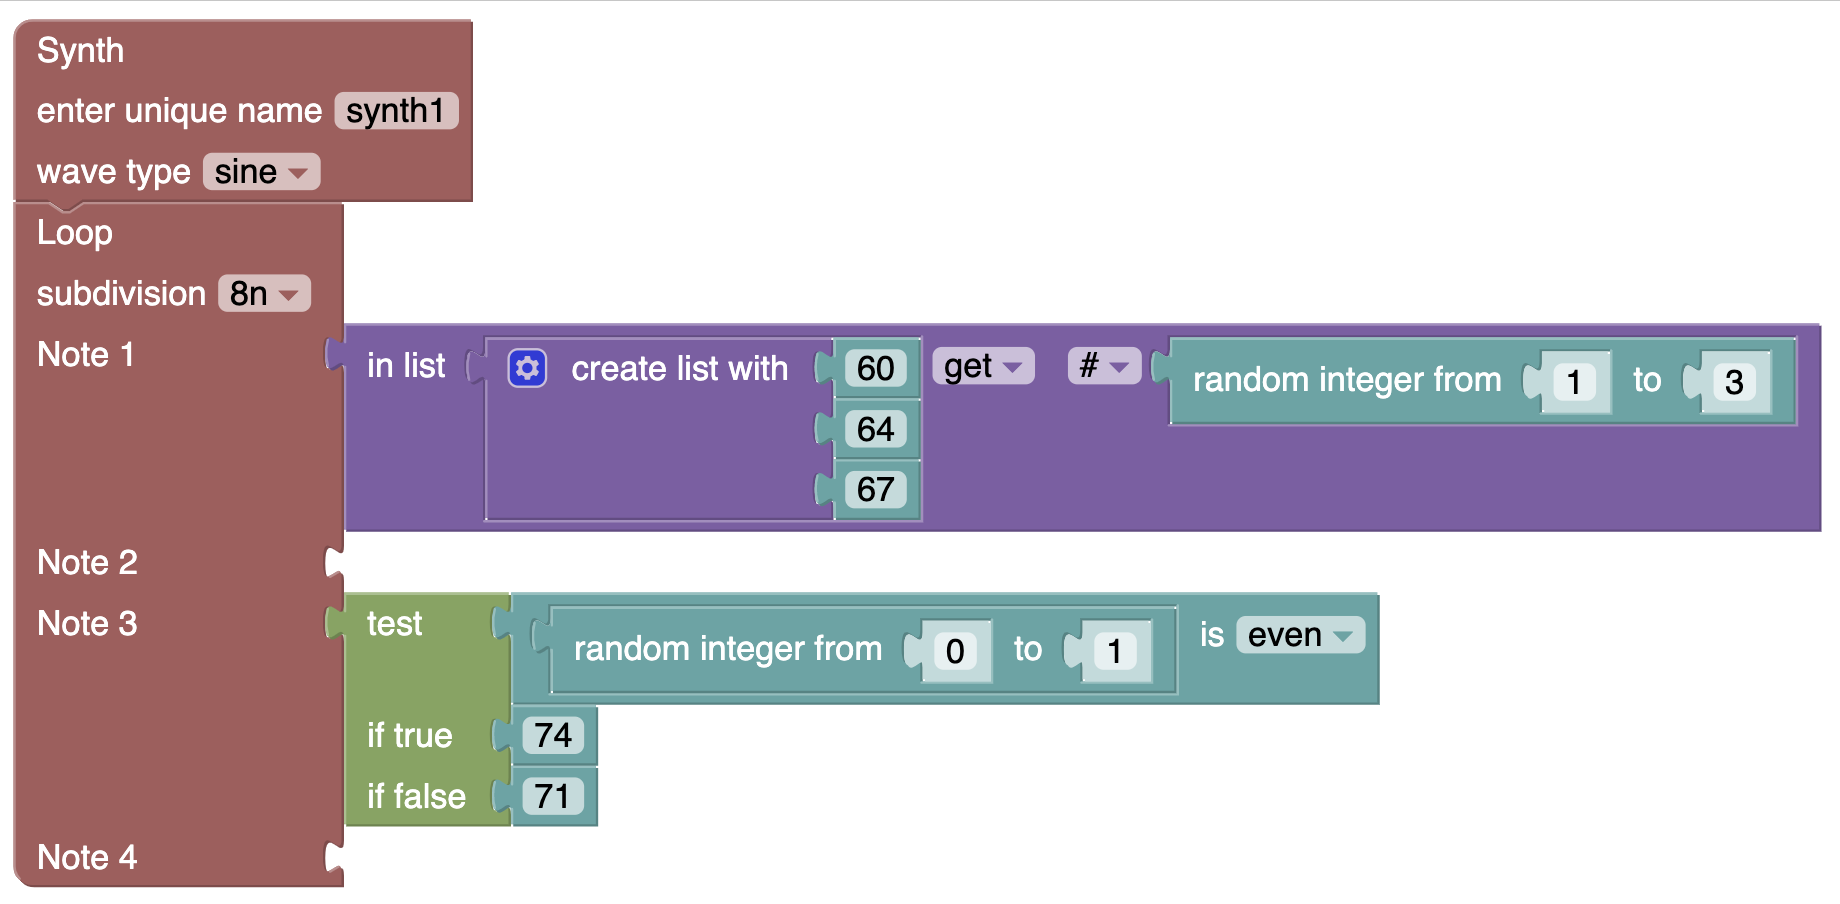 Synth
enter unique name synth1
wave type sine
Loop
subdivision 8n
Note 1 in list create list with 60 get # random integer from 1 to 3
64
67
Note 2
Note 3 test random integer from 0 to 1 is even
if true 74
if false 71
Note 4